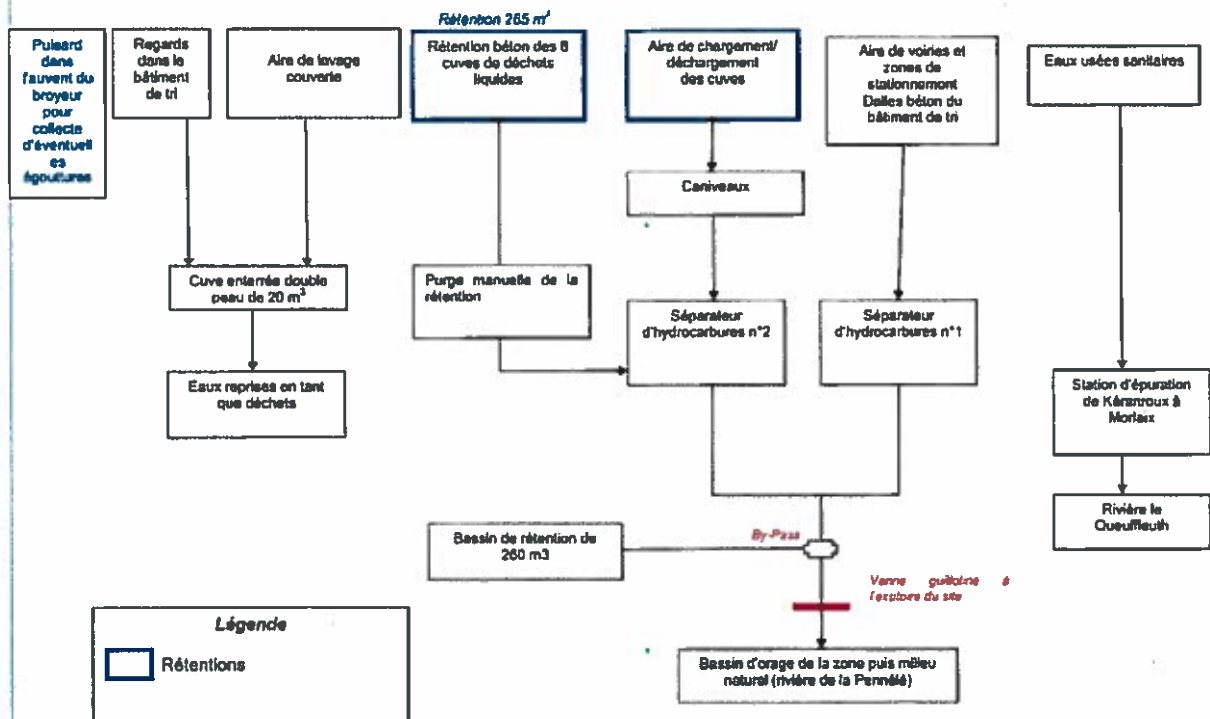 Rétention 265 m³
Puisard
dans
l'auvent du
broyeur
pour
collecte
d'éventuell
es
égouttures
Regards
dans le
bâtiment
de tri
Aire de lavage
couverte
Rétention béton des 8
cuves de déchets
liquides
Aire de chargement/
déchargement
des cuves
Aire de voiries et
zones de
stationnement
Dalles béton du
bâtiment de tri
Eaux usées sanitaires
Caniveaux
Cuve enterrée double
peau de 20 m³
Purge manuelle de la
rétention
Séparateur
d'hydrocarbures n°2
Séparateur
d'hydrocarbures n°1
Eaux reprises en tant
que déchets
Station d'épuration
de Kéranroux à
Morlaix
Rivière le
Queuffleuth
Bassin de rétention de
260 m3
By-Pass
Vanne guillotine à
l'exutoire du site
Légende
Rétentions
Bassin d'orage de la zone puis milieu
natural (rivière de la Pennélé)